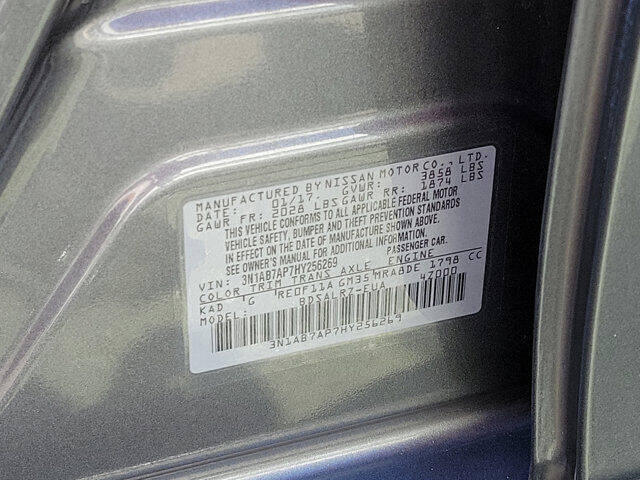 MANUFACTURED BY NISSAN MOTOR CO., LTD.
DATE: 01/17. GVWR: 3858 LBS
GAWR FR: 2028 LBS GAWR RR: 1874 LBS
THIS VEHICLE CONFORMS TO ALL APPLICABLE FEDERAL MOTOR
VEHICLE SAFETY, BUMPER AND THEFT PREVENTION STANDARDS
IN EFFECT ON THE DATE OF MANUFACTURE SHOWN ABOVE.
SEE OWNER'S MANUAL FOR ADDITIONAL INFORMATION.
VIN: 3N1AB7AP7HY256269 PASSENGER CAR.
COLOR TRIM TRANS AXLE ENGINE 1798 CC
KAD G RE0F11A GM35 MRA8DE 42000
MODEL: BDSALRZ-EUA
3N1AB7AP7HY256269